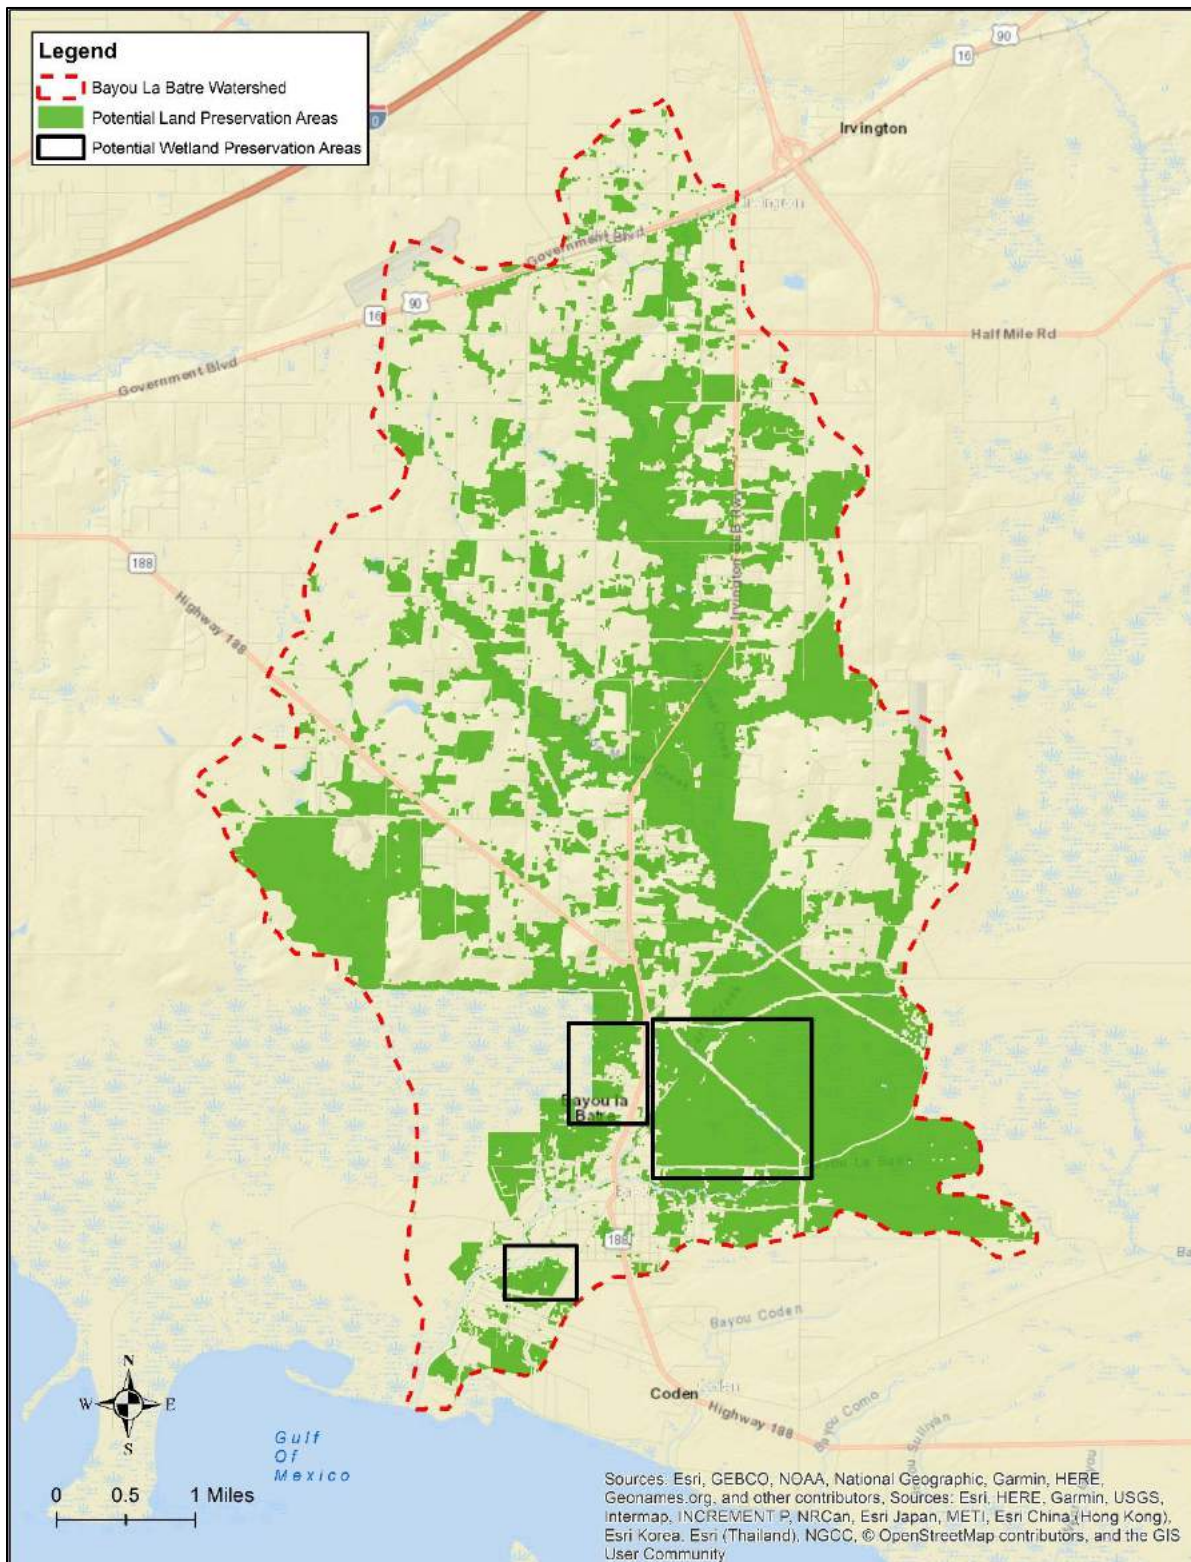 Legend
Bayou La Batre Watershed
Potential Land Preservation Areas
Potential Wetland Preservation Areas
90
16
Irvington
Irvington
Government Blvd
90
16
Government Blvd
Half Mile Rd
188
Highway 188
Bayou la
Batre
188
Bayou Coden
Coden
Coden
Highway 188
Bayou Como
Bayou Sullivan
N
W
E
S
Gulf
Of
Mexico
0 0.5 1 Miles
Sources: Esri, GEBCO, NOAA, National Geographic, Garmin, HERE,
Geonames.org, and other contributors, Sources: Esri, HERE, Garmin, USGS,
Intermap, INCREMENT P, NRCan, Esri Japan, METI, Esri China (Hong Kong),
Esri Korea, Esri (Thailand), NGCC, © OpenStreetMap contributors, and the GIS
User Community